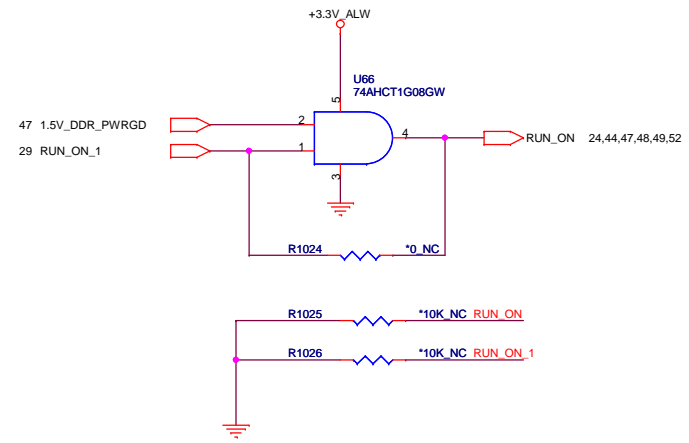 +3.3V_ALW
U66
74AHCT1G08GW
5
47 1.5V_DDR_PWRGD
2
4
RUN_ON 24,44,47,48,49,52
29 RUN_ON_1
1
3
R1024 *0_NC
R1025 *10K_NC RUN_ON
R1026 *10K_NC RUN_ON_1